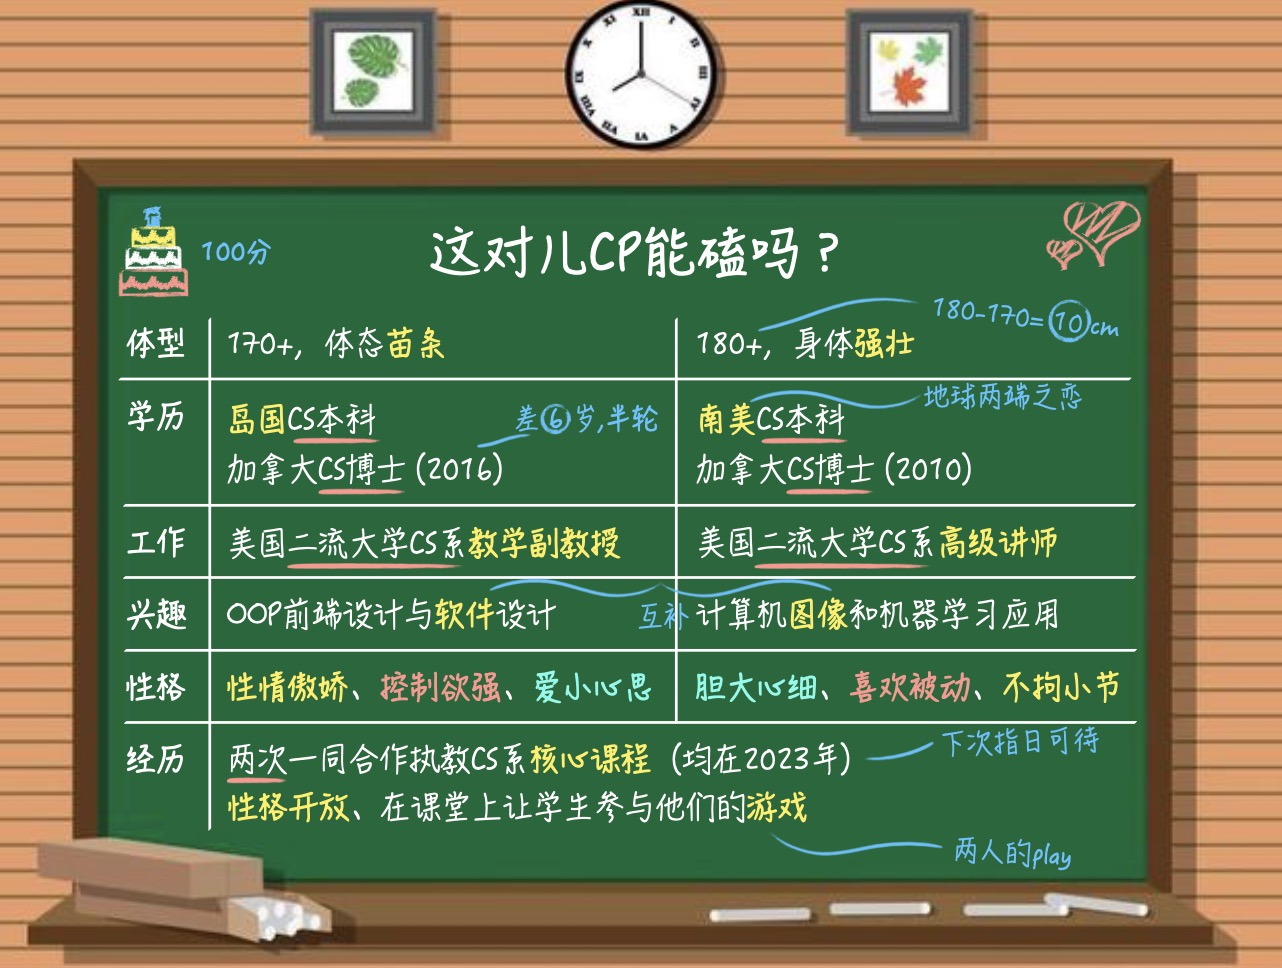 XII I II III IV V VI VII VIII IX X XI
100分
这对儿CP能磕吗？
180-170=10cm
体型 170+，体态苗条 180+，身体强壮
地球两端之恋
学历 岛国CS本科 差6岁,半轮 南美CS本科
加拿大CS博士 (2016) 加拿大CS博士 (2010)
工作 美国二流大学CS系教学副教授 美国二流大学CS系高级讲师
兴趣 OOP前端设计与软件设计 互补 计算机图像和机器学习应用
性格 性情傲娇、控制欲强、爱小心思 胆大心细、喜欢被动、不拘小节
下次指日可待
经历 两次一同合作执教CS系核心课程（均在2023年）
性格开放、在课堂上让学生参与他们的游戏
两人的play